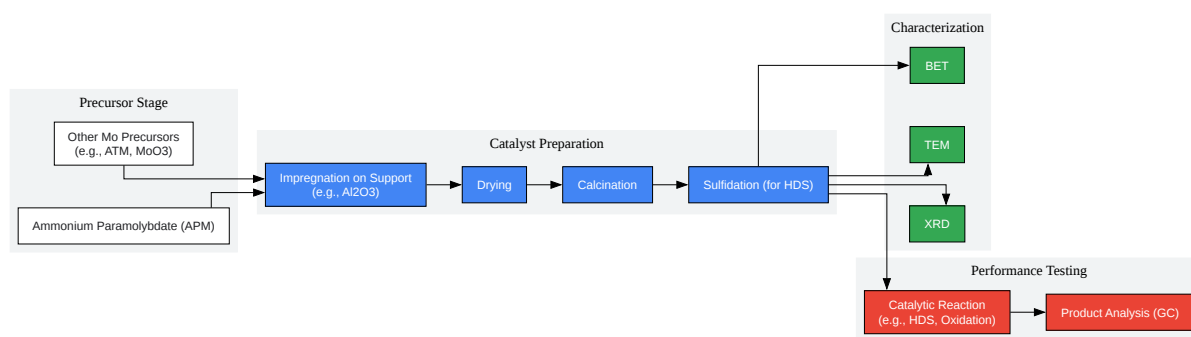 Precursor Stage
Other Mo Precursors
(e.g., ATM, MoO3)
Ammonium Paramolybdate (APM)
Catalyst Preparation
Impregnation on Support
(e.g., Al2O3)
Drying
Calcination
Sulfidation (for HDS)
Characterization
BET
TEM
XRD
Performance Testing
Catalytic Reaction
(e.g., HDS, Oxidation)
Product Analysis (GC)